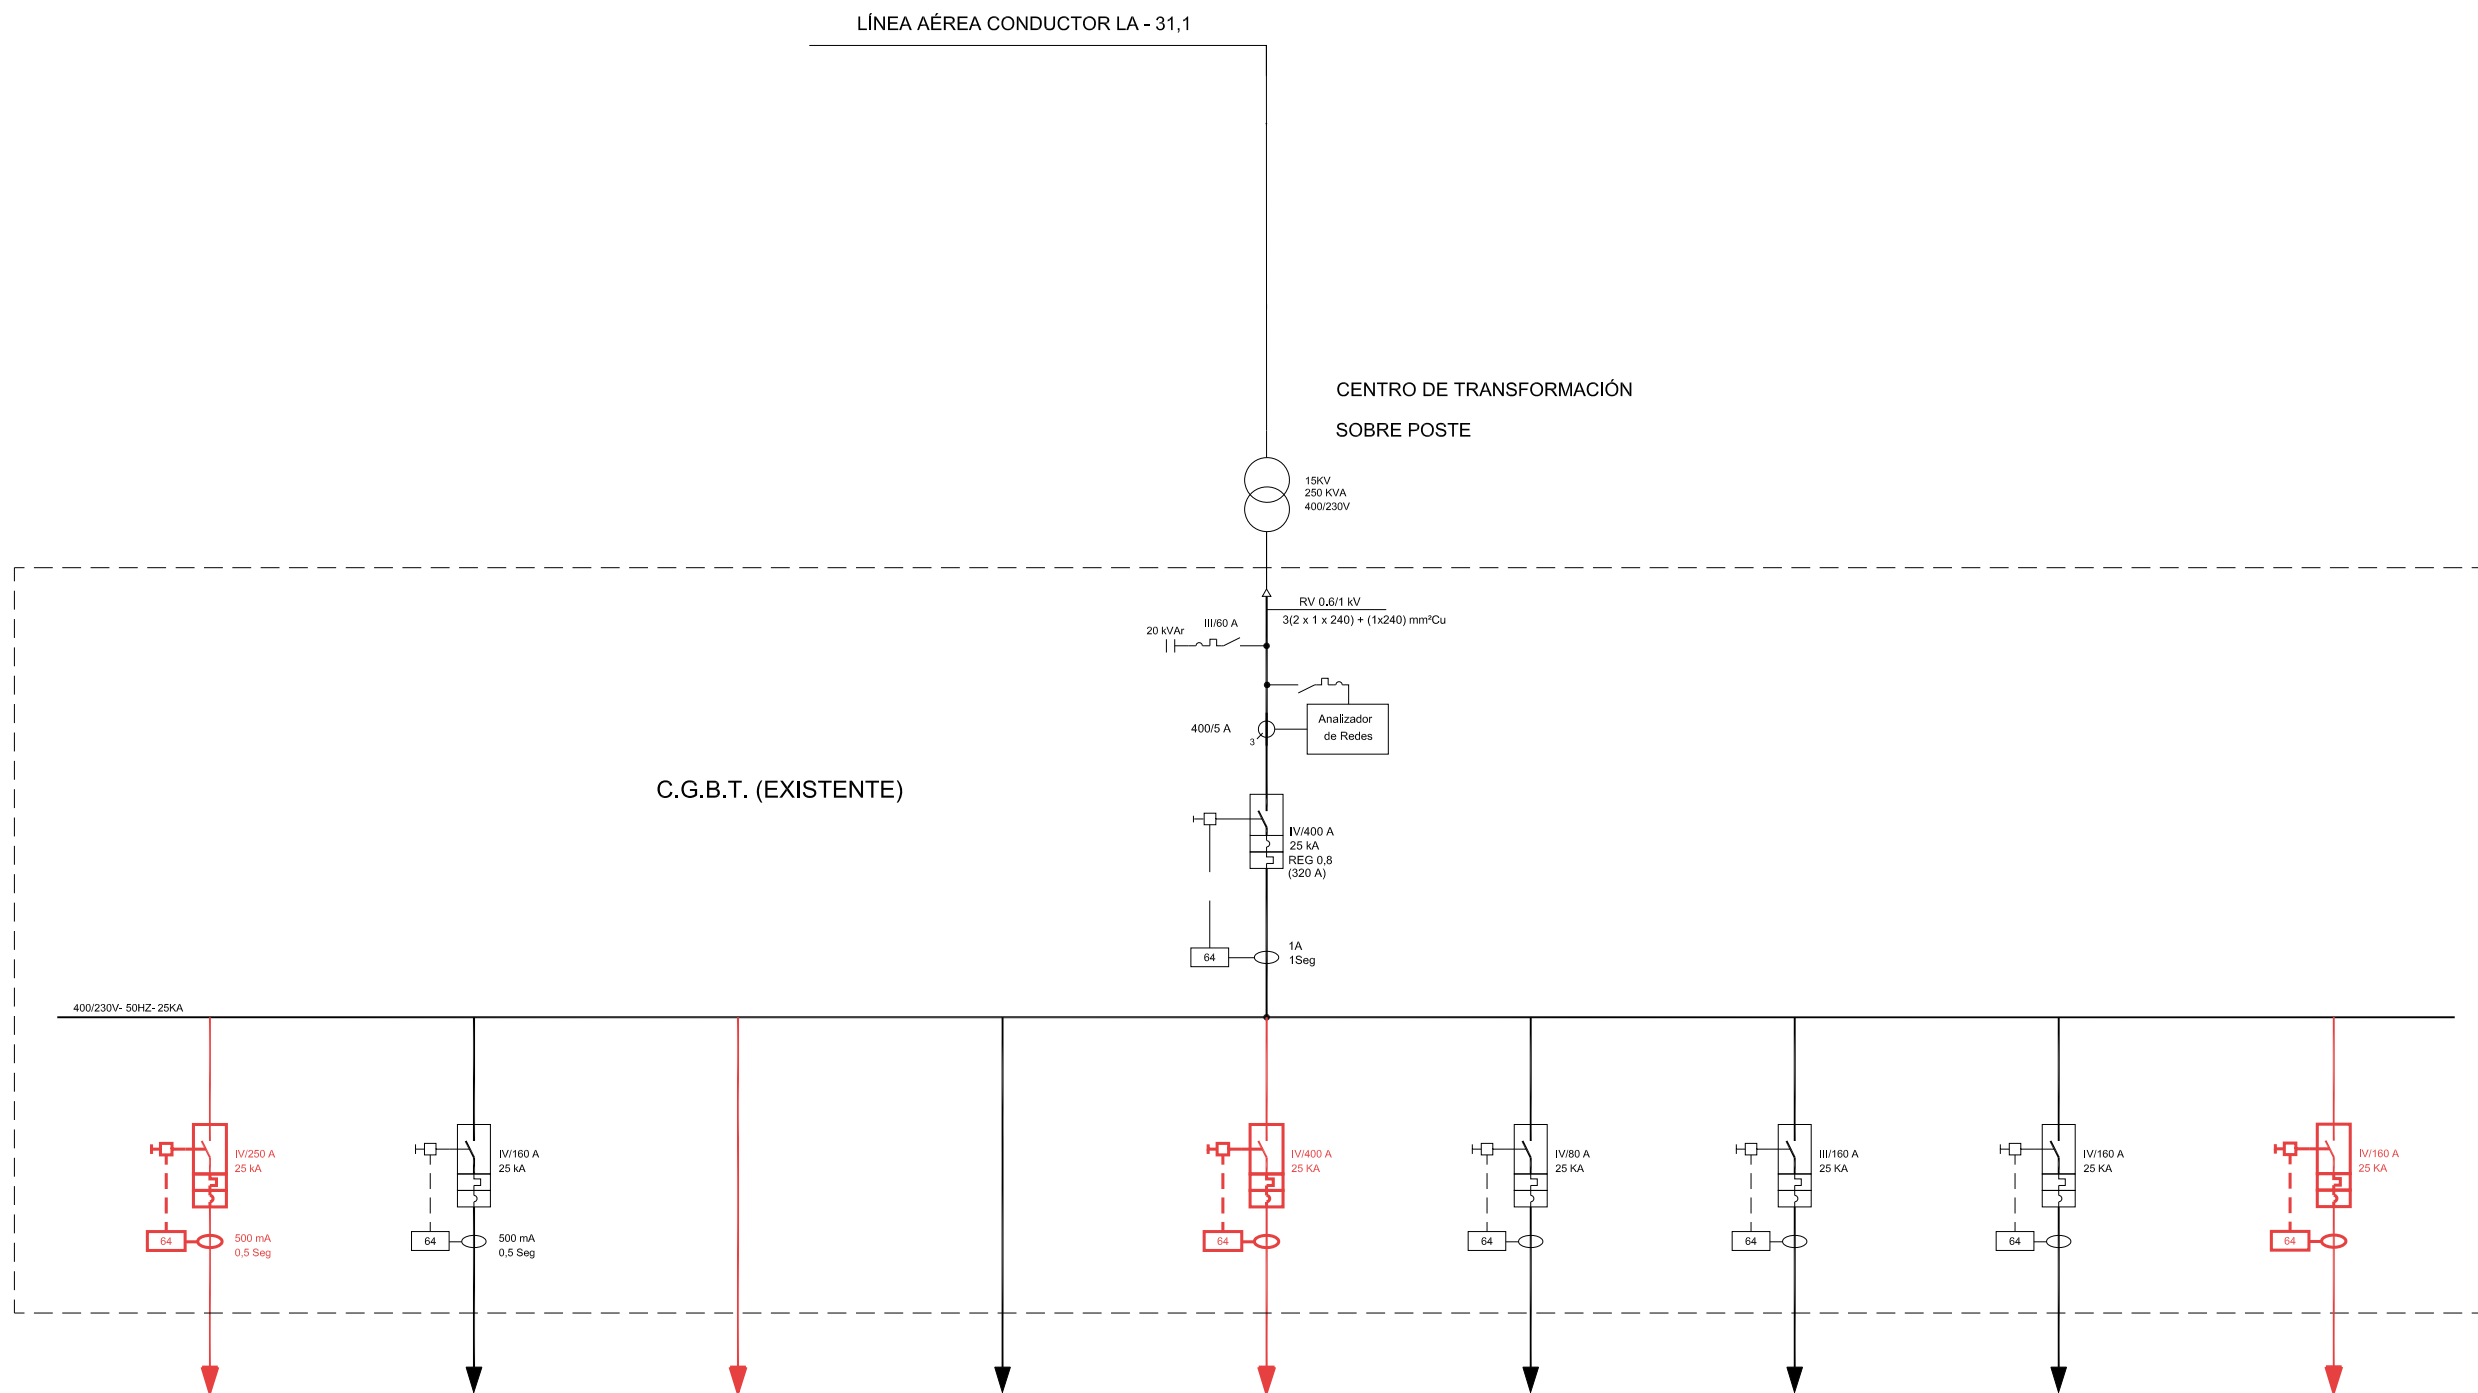 LÍNEA AÉREA CONDUCTOR LA - 31,1
CENTRO DE TRANSFORMACIÓN
SOBRE POSTE
15KV
250 KVA
400/230V
RV 0.6/1 kV
3(2 x 1 x 240) + (1x240) mm²Cu
20 kVAr
III/60 A
400/5 A
3
Analizador
de Redes
C.G.B.T. (EXISTENTE)
IV/400 A
25 kA
REG 0,8
(320 A)
64
1A
1Seg
400/230V- 50HZ- 25KA
IV/250 A
25 kA
64
500 mA
0,5 Seg
IV/160 A
25 kA
64
500 mA
0,5 Seg
IV/400 A
25 KA
64
IV/80 A
25 KA
64
III/160 A
25 KA
64
IV/160 A
25 KA
64
IV/160 A
25 KA
64